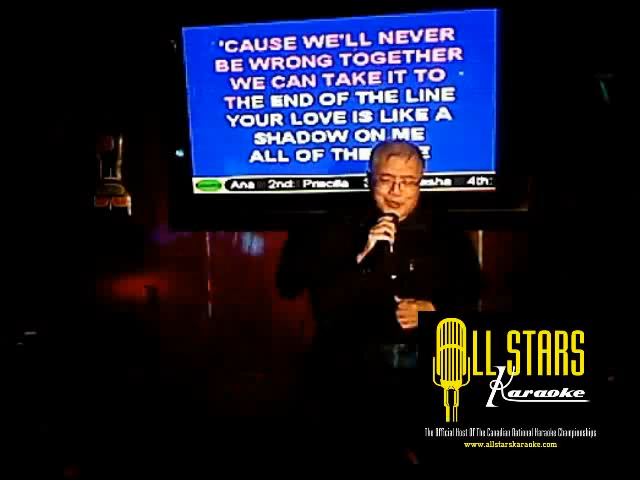 'CAUSE WE'LL NEVER
BE WRONG TOGETHER
WE CAN TAKE IT TO
THE END OF THE LINE
YOUR LOVE IS LIKE A
SHADOW ON ME
ALL OF THE
Ana 2nd: Priscilla 4th:
ALL STARS
Karaoke
The Official Host Of The Canadian National Karaoke Championships
www.allstarskaraoke.com